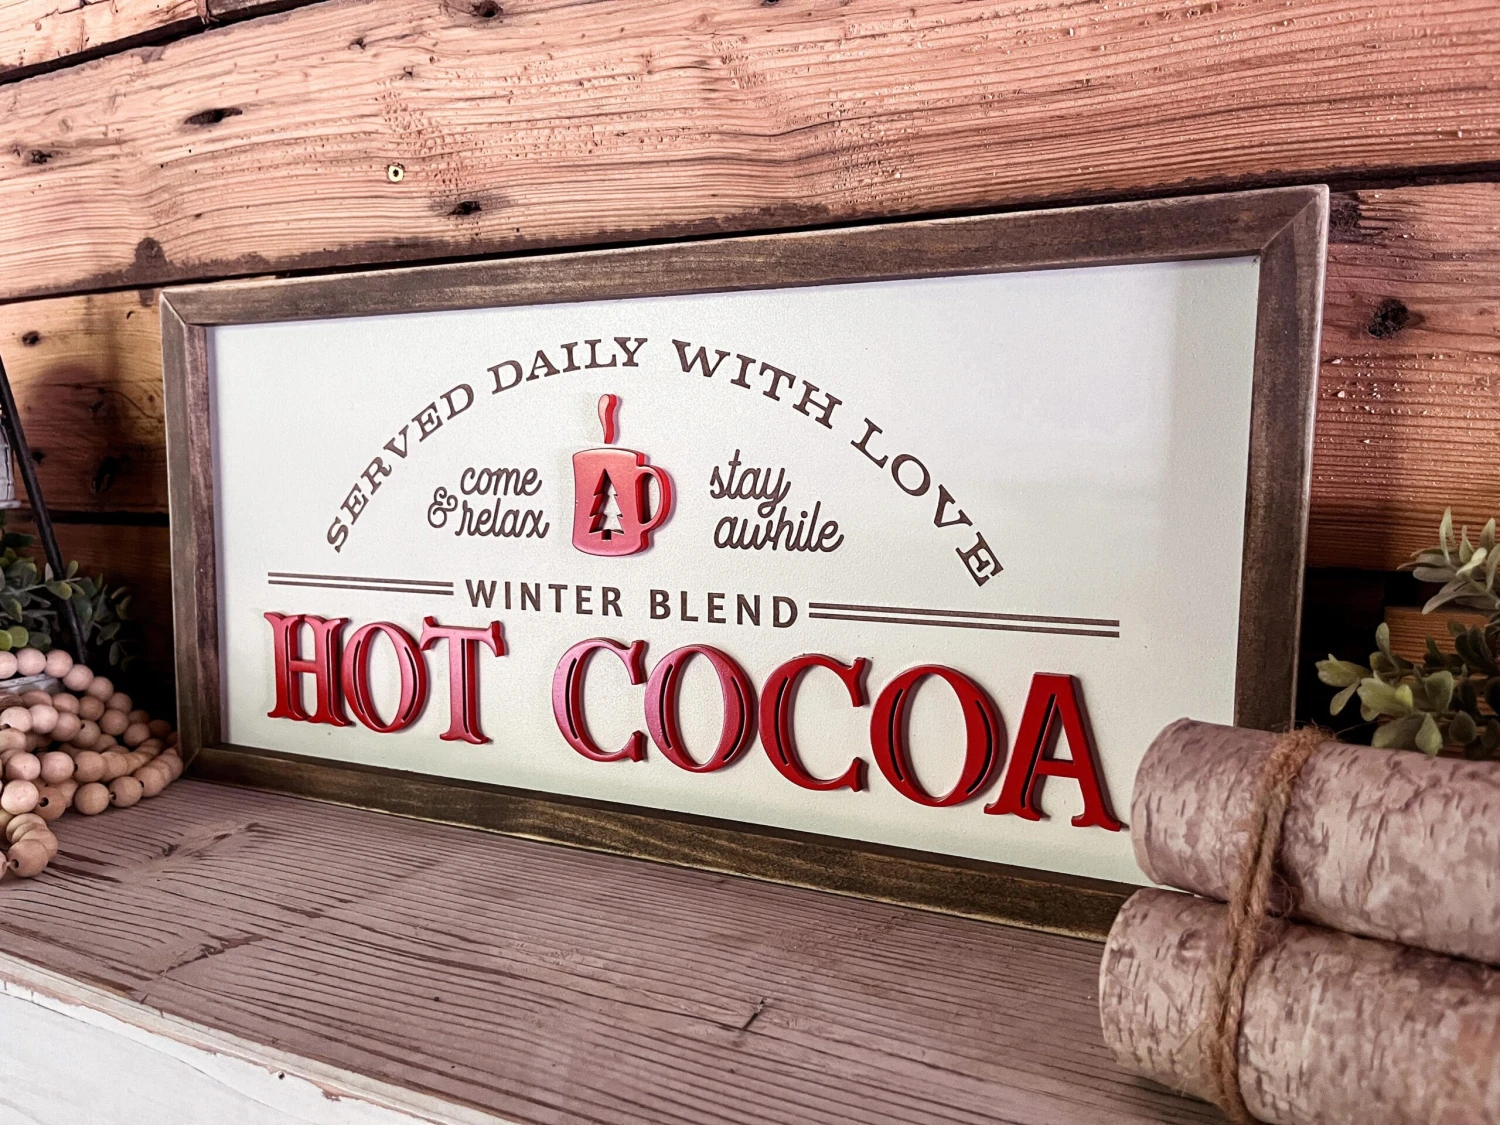 SERVED DAILY WITH LOVE
come
& relax
stay
awhile
WINTER BLEND
HOT COCOA